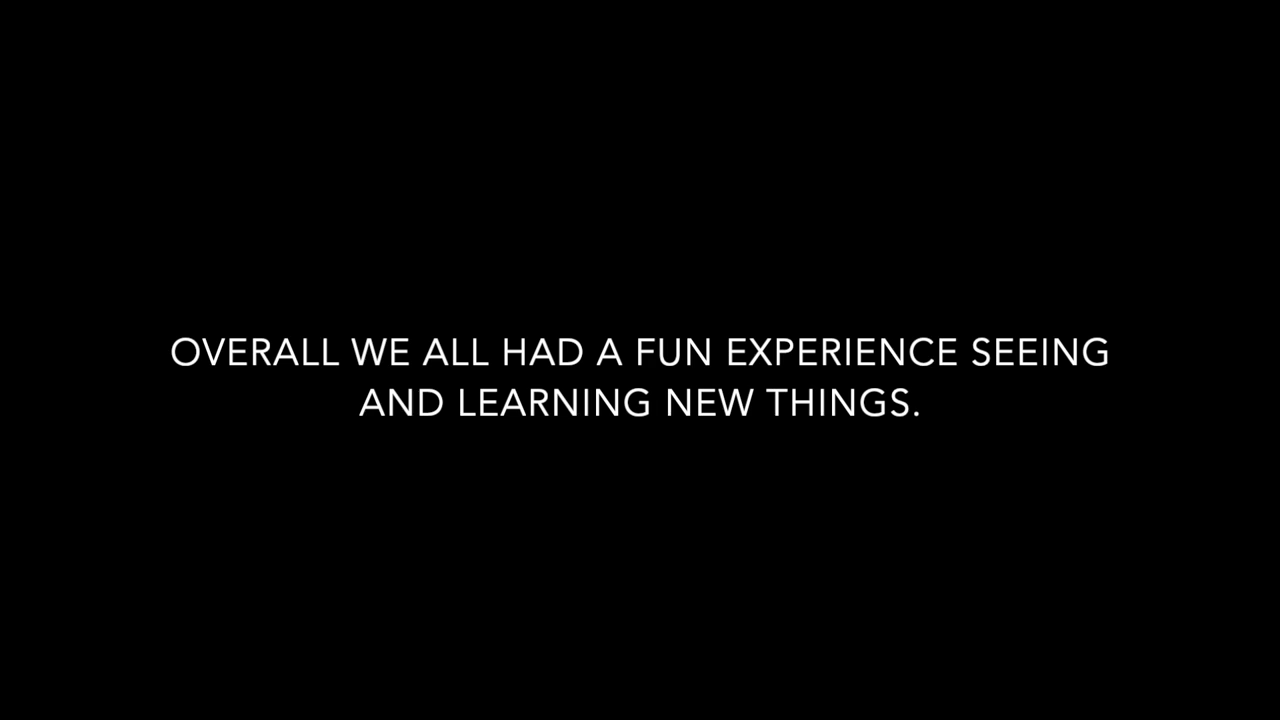 OVERALL WE ALL HAD A FUN EXPERIENCE SEEING
AND LEARNING NEW THINGS.